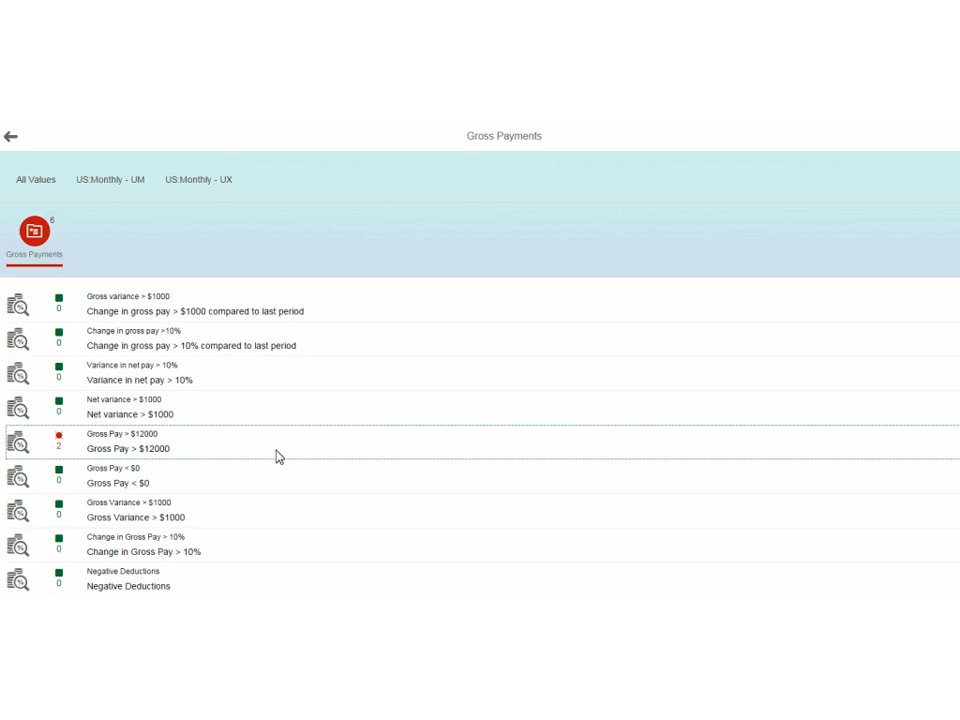 Gross Payments
All Values US:Monthly - UM US:Monthly - UX
6
Gross Payments
Gross variance > $1000
0
Change in gross pay > $1000 compared to last period
Change in gross pay >10%
0
Change in gross pay > 10% compared to last period
Variance in net pay > 10%
0
Variance in net pay > 10%
Net variance > $1000
0
Net variance > $1000
Gross Pay > $12000
2
Gross Pay > $12000
Gross Pay < $0
0
Gross Pay < $0
Gross Variance > $1000
0
Gross Variance > $1000
Change in Gross Pay > 10%
0
Change in Gross Pay > 10%
Negative Deductions
0
Negative Deductions